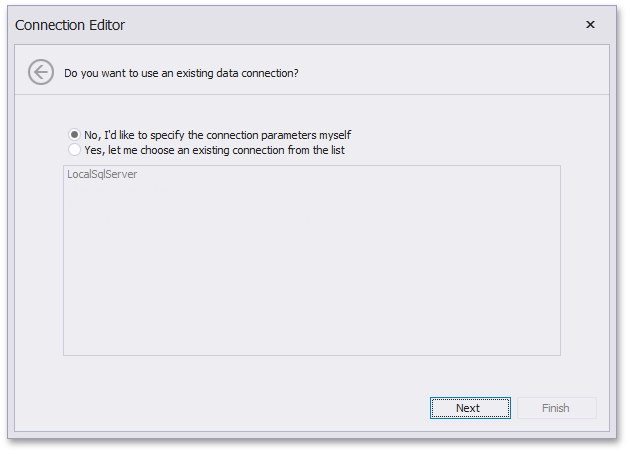 Connection Editor
Do you want to use an existing data connection?
No, I'd like to specify the connection parameters myself
Yes, let me choose an existing connection from the list
LocalSqlServer
Next
Finish